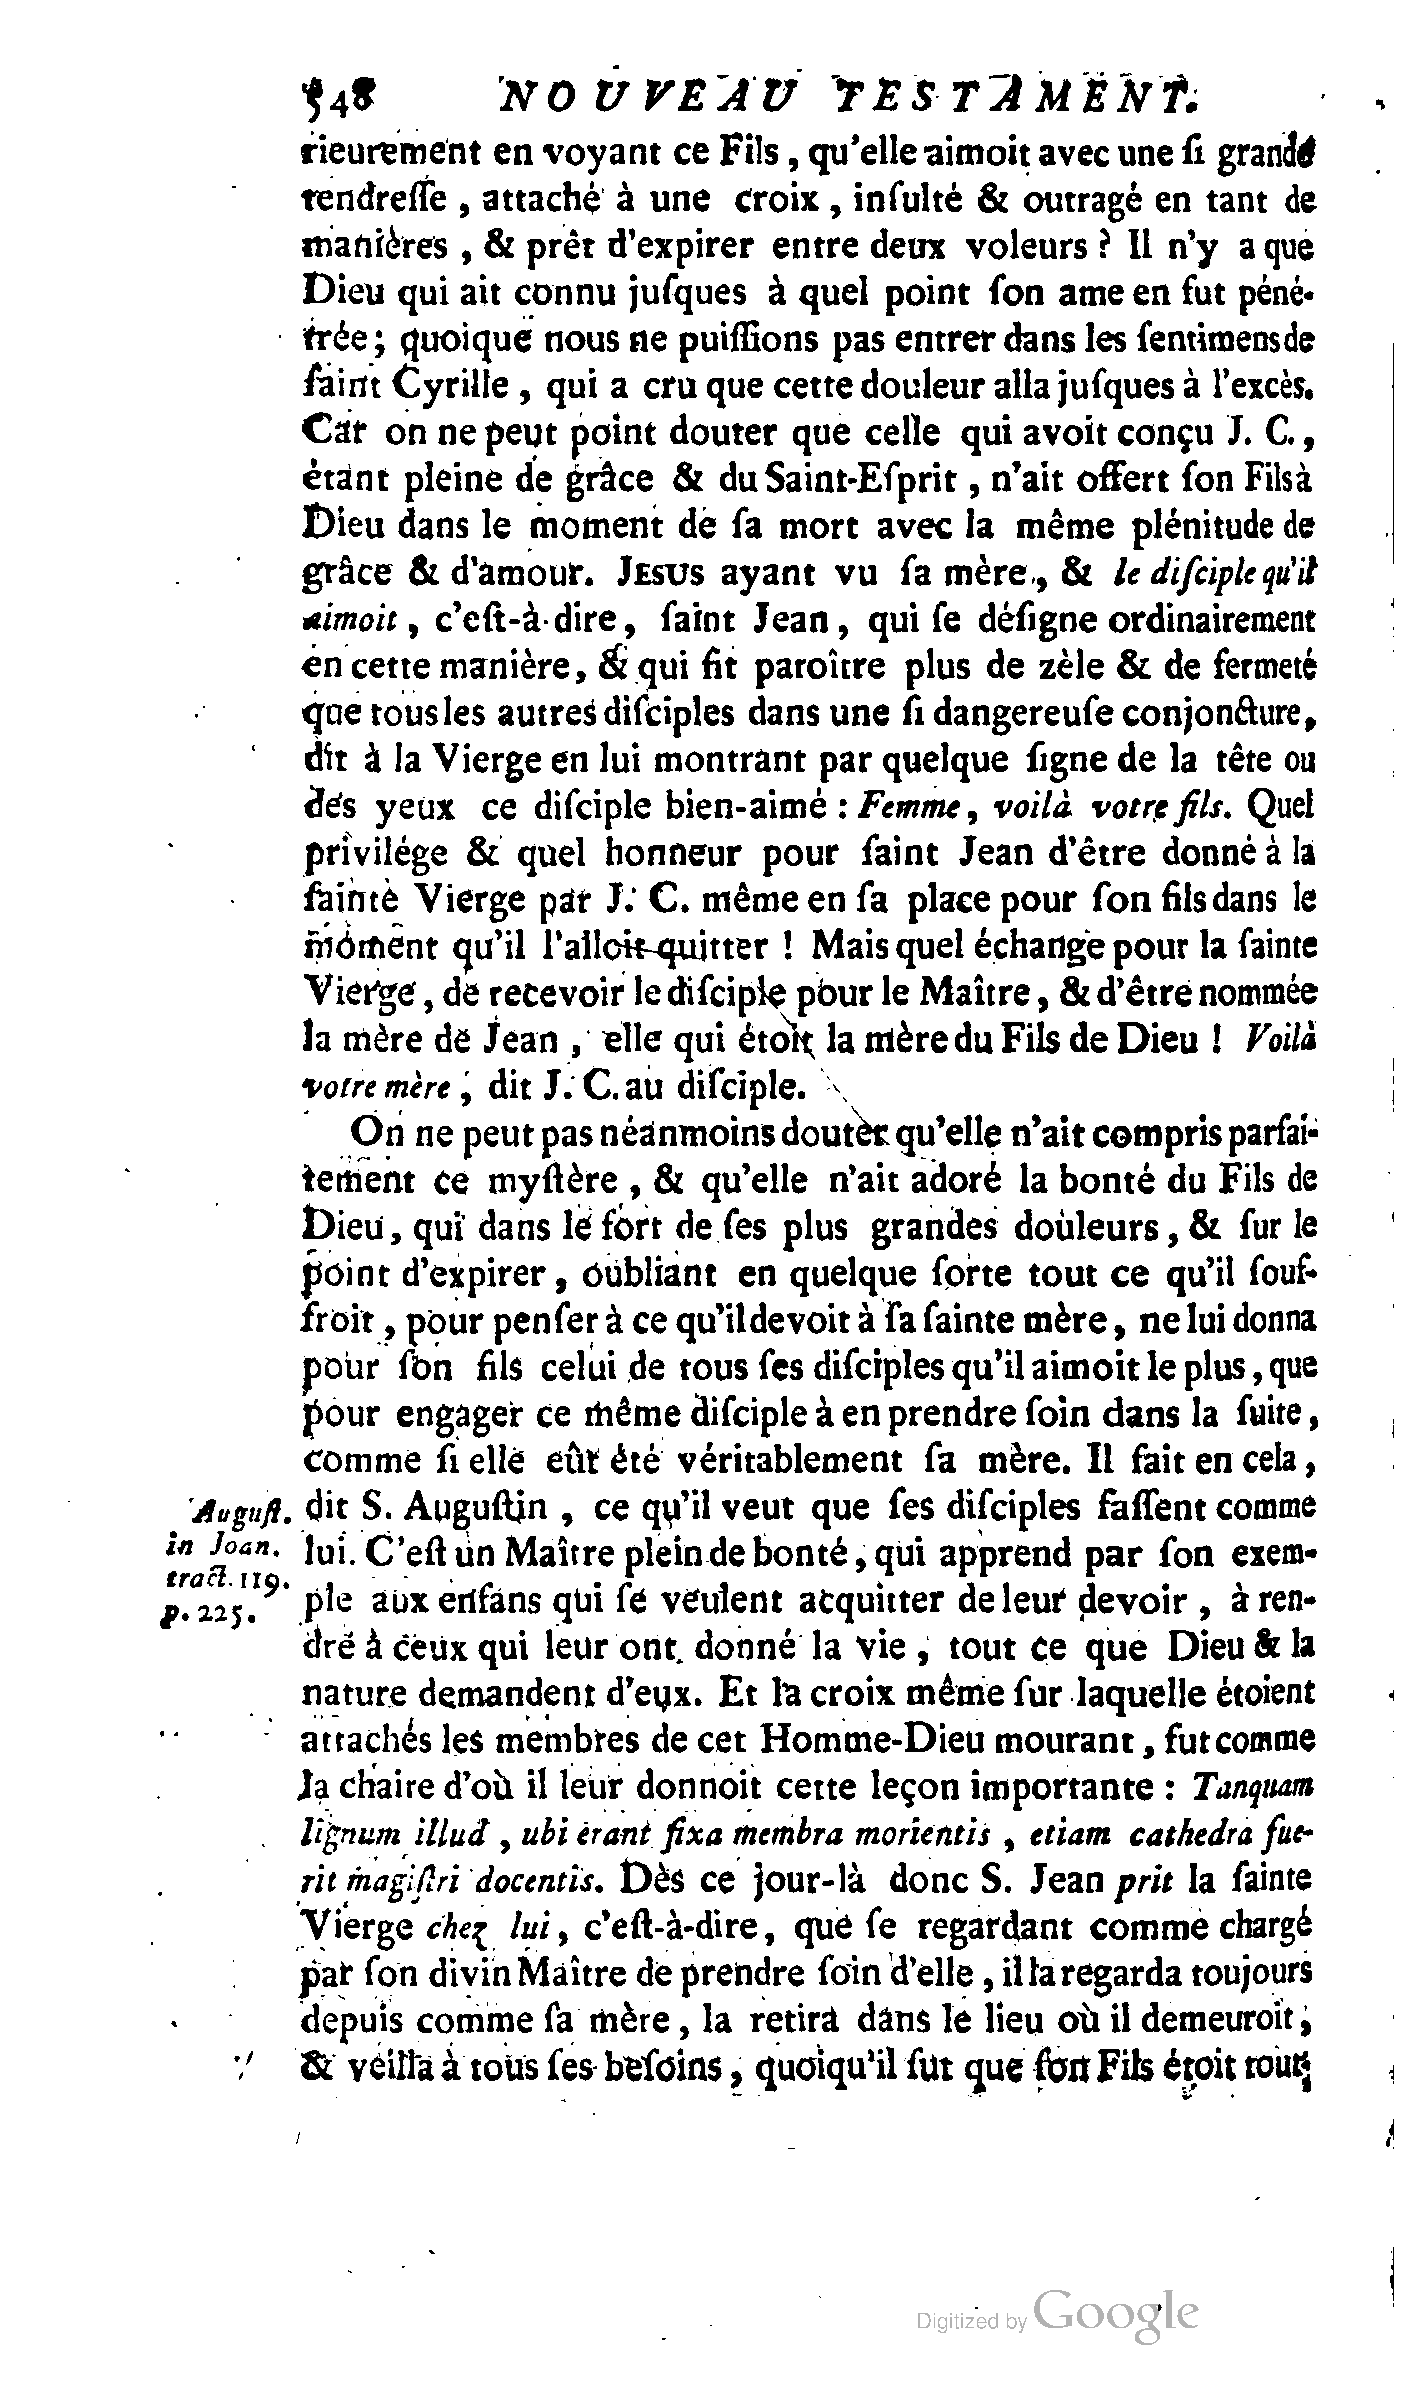 548 NOUVEAU TESTAMENT.
rieurement en voyant ce Fils, qu'elle aimoit avec une ſi grande
tendreſſe, attaché à une croix, inſulté & outragé en tant de
manières, & prêt d'expirer entre deux voleurs ? Il n'y a que
Dieu qui ait connu juſques à quel point ſon ame en fut péné-
trée; quoique nous ne puiſſions pas entrer dans les ſentimens de
ſaint Cyrille, qui a cru que cette douleur alla juſques à l'excès.
Car on ne peut point douter que celle qui avoit conçu J. C.,
étant pleine de grâce & du Saint-Eſprit, n'ait offert ſon Fils à
Dieu dans le moment de ſa mort avec la même plénitude de
grâce & d'amour. JESUS ayant vu ſa mère, & le diſciple qu'il
aimoit, c'eſt-à-dire, ſaint Jean, qui ſe déſigne ordinairement
en cette manière, & qui fit paroître plus de zèle & de fermeté
que tous les autres diſciples dans une ſi dangereuſe conjoncture,
dit à la Vierge en lui montrant par quelque ſigne de la tête ou
des yeux ce diſciple bien-aimé : Femme, voilà votre fils. Quel
privilége & quel honneur pour ſaint Jean d'être donné à la
ſainte Vierge par J. C. même en ſa place pour ſon fils dans le
moment qu'il l'alloit quitter ! Mais quel échange pour la ſainte
Vierge, de recevoir le diſciple pour le Maître, & d'être nommée
la mère de Jean, elle qui étoit la mère du Fils de Dieu ! Voilà
votre mère, dit J. C. au diſciple.
On ne peut pas néanmoins douter qu'elle n'ait compris parfai-
tement ce myſtère, & qu'elle n'ait adoré la bonté du Fils de
Dieu, qui dans le fort de ſes plus grandes douleurs, & ſur le
point d'expirer, oubliant en quelque ſorte tout ce qu'il ſouf-
froit, pour penſer à ce qu'il devoit à ſa ſainte mère, ne lui donna
pour ſon fils celui de tous ſes diſciples qu'il aimoit le plus, que
pour engager ce même diſciple à en prendre ſoin dans la ſuite,
comme ſi elle eût été véritablement ſa mère. Il fait en cela,
dit S. Auguſtin, ce qu'il veut que ſes diſciples faſſent comme
lui. C'eſt un Maître plein de bonté, qui apprend par ſon exem-
ple aux enfans qui ſe veulent acquitter de leur devoir, à ren-
dre à ceux qui leur ont donné la vie, tout ce que Dieu & la
nature demandent d'eux. Et la croix même ſur laquelle étoient
attachés les membres de cet Homme-Dieu mourant, fut comme
la chaire d'où il leur donnoit cette leçon importante : Tanquam
lignum illud, ubi erant fixa membra morientis, etiam cathedra fue-
rit magiſtri docentis. Dès ce jour-là donc S. Jean prit la ſainte
Vierge chez lui, c'eſt-à-dire, que ſe regardant comme chargé
par ſon divin Maître de prendre ſoin d'elle, il la regarda toujours
depuis comme ſa mère, la retira dans le lieu où il demeuroit,
& veilla à tous ſes beſoins, quoiqu'il ſut que ſon Fils étoit tout
Auguſt.
in Joan.
tract. 119.
p. 225.
Digitized by Google